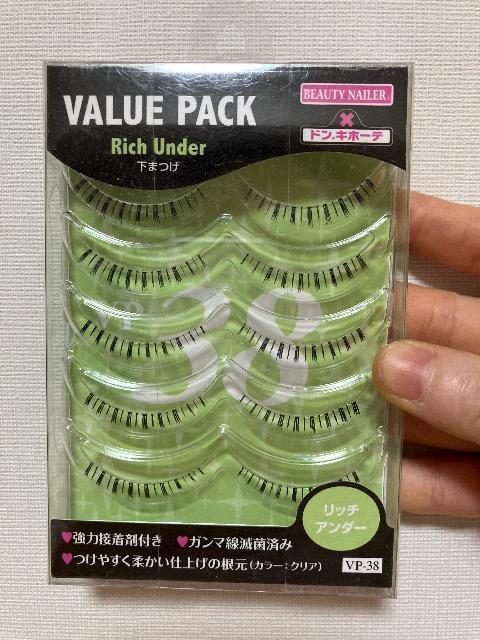 VALUE PACK
Rich Under
下まつげ
BEAUTY NAILER
×
ドン.キホーテ
VP
38
リッチ
アンダー
♥強力接着剤付き ♥ガンマ線滅菌済み
♥つけやすく柔かい仕上げの根元(カラー:クリア)
VP-38